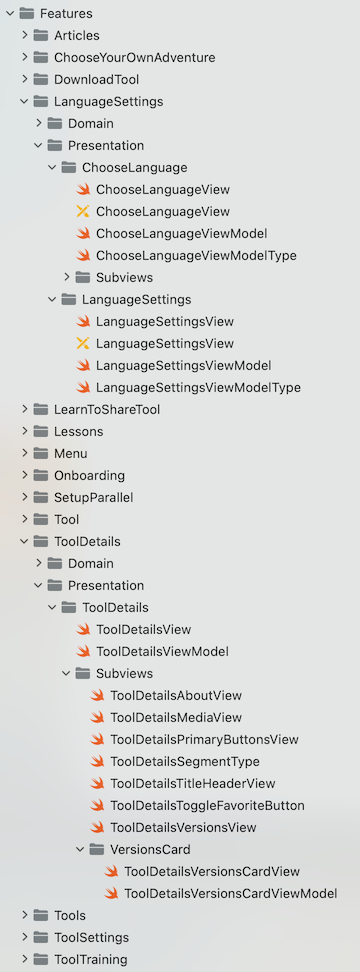 Features
Articles
ChooseYourOwnAdventure
DownloadTool
LanguageSettings
Domain
Presentation
ChooseLanguage
ChooseLanguageView
ChooseLanguageView
ChooseLanguageViewModel
ChooseLanguageViewModelType
Subviews
LanguageSettings
LanguageSettingsView
LanguageSettingsView
LanguageSettingsViewModel
LanguageSettingsViewModelType
LearnToShareTool
Lessons
Menu
Onboarding
SetupParallel
Tool
ToolDetails
Domain
Presentation
ToolDetails
ToolDetailsView
ToolDetailsViewModel
Subviews
ToolDetailsAboutView
ToolDetailsMediaView
ToolDetailsPrimaryButtonsView
ToolDetailsSegmentType
ToolDetailsTitleHeaderView
ToolDetailsToggleFavoriteButton
ToolDetailsVersionsView
VersionsCard
ToolDetailsVersionsCardView
ToolDetailsVersionsCardViewModel
Tools
ToolSettings
ToolTraining